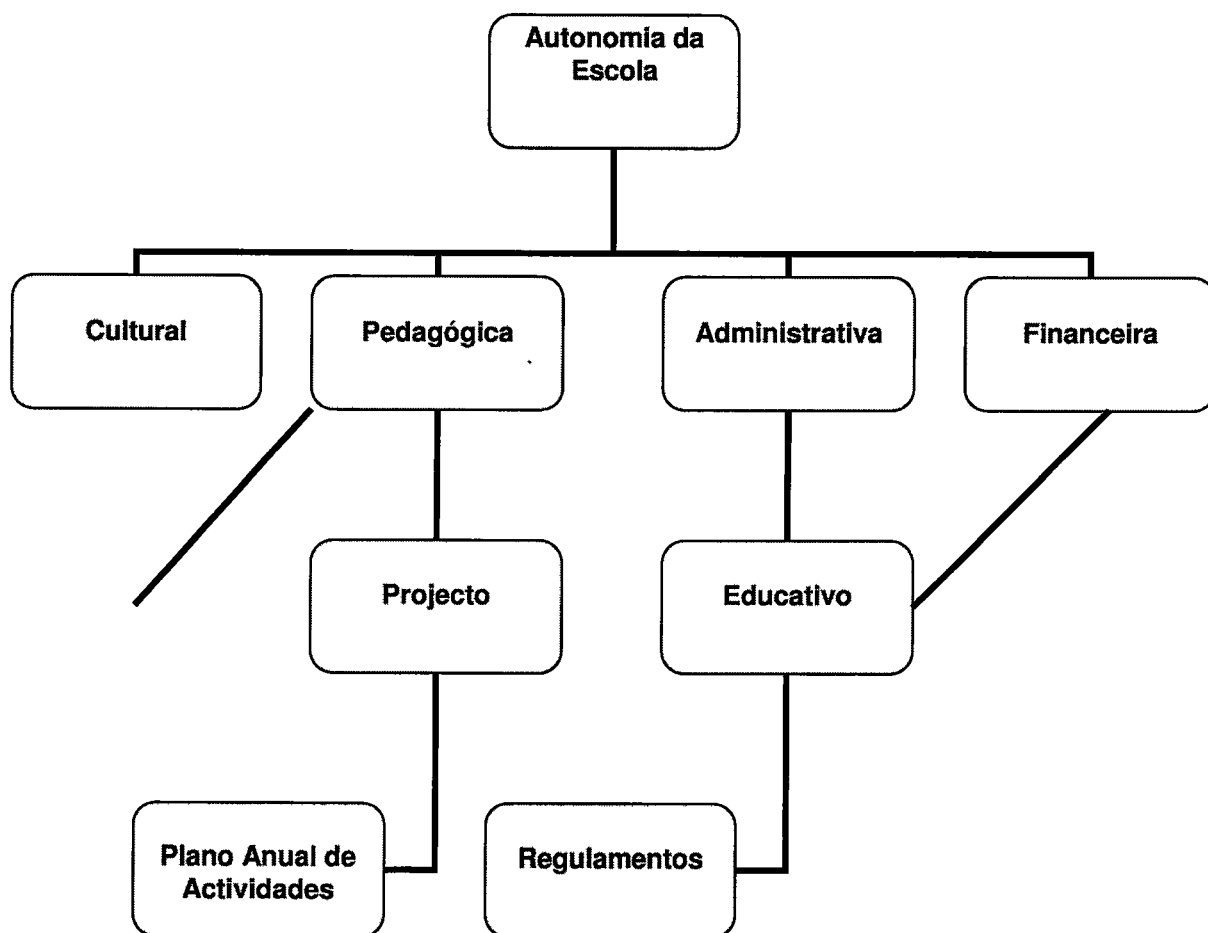 Autonomia da
Escola
Cultural
Pedagógica
Administrativa
Financeira
Projecto
Educativo
Plano Anual de
Actividades
Regulamentos